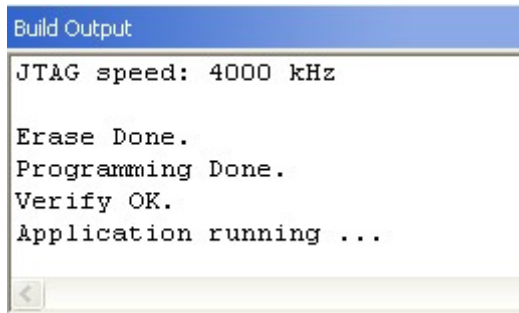 Build Output
JTAG speed: 4000 kHz
Erase Done.
Programming Done.
Verify OK.
Application running ...